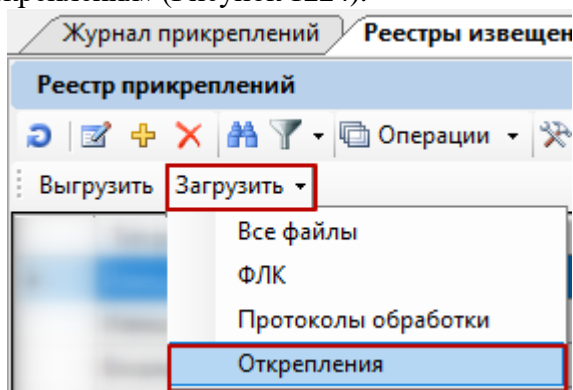 Журнал прикреплений Реестры извещен
Реестр прикреплений
Операции
Выгрузить Загрузить
Все файлы
ФЛК
Протоколы обработки
Открепления